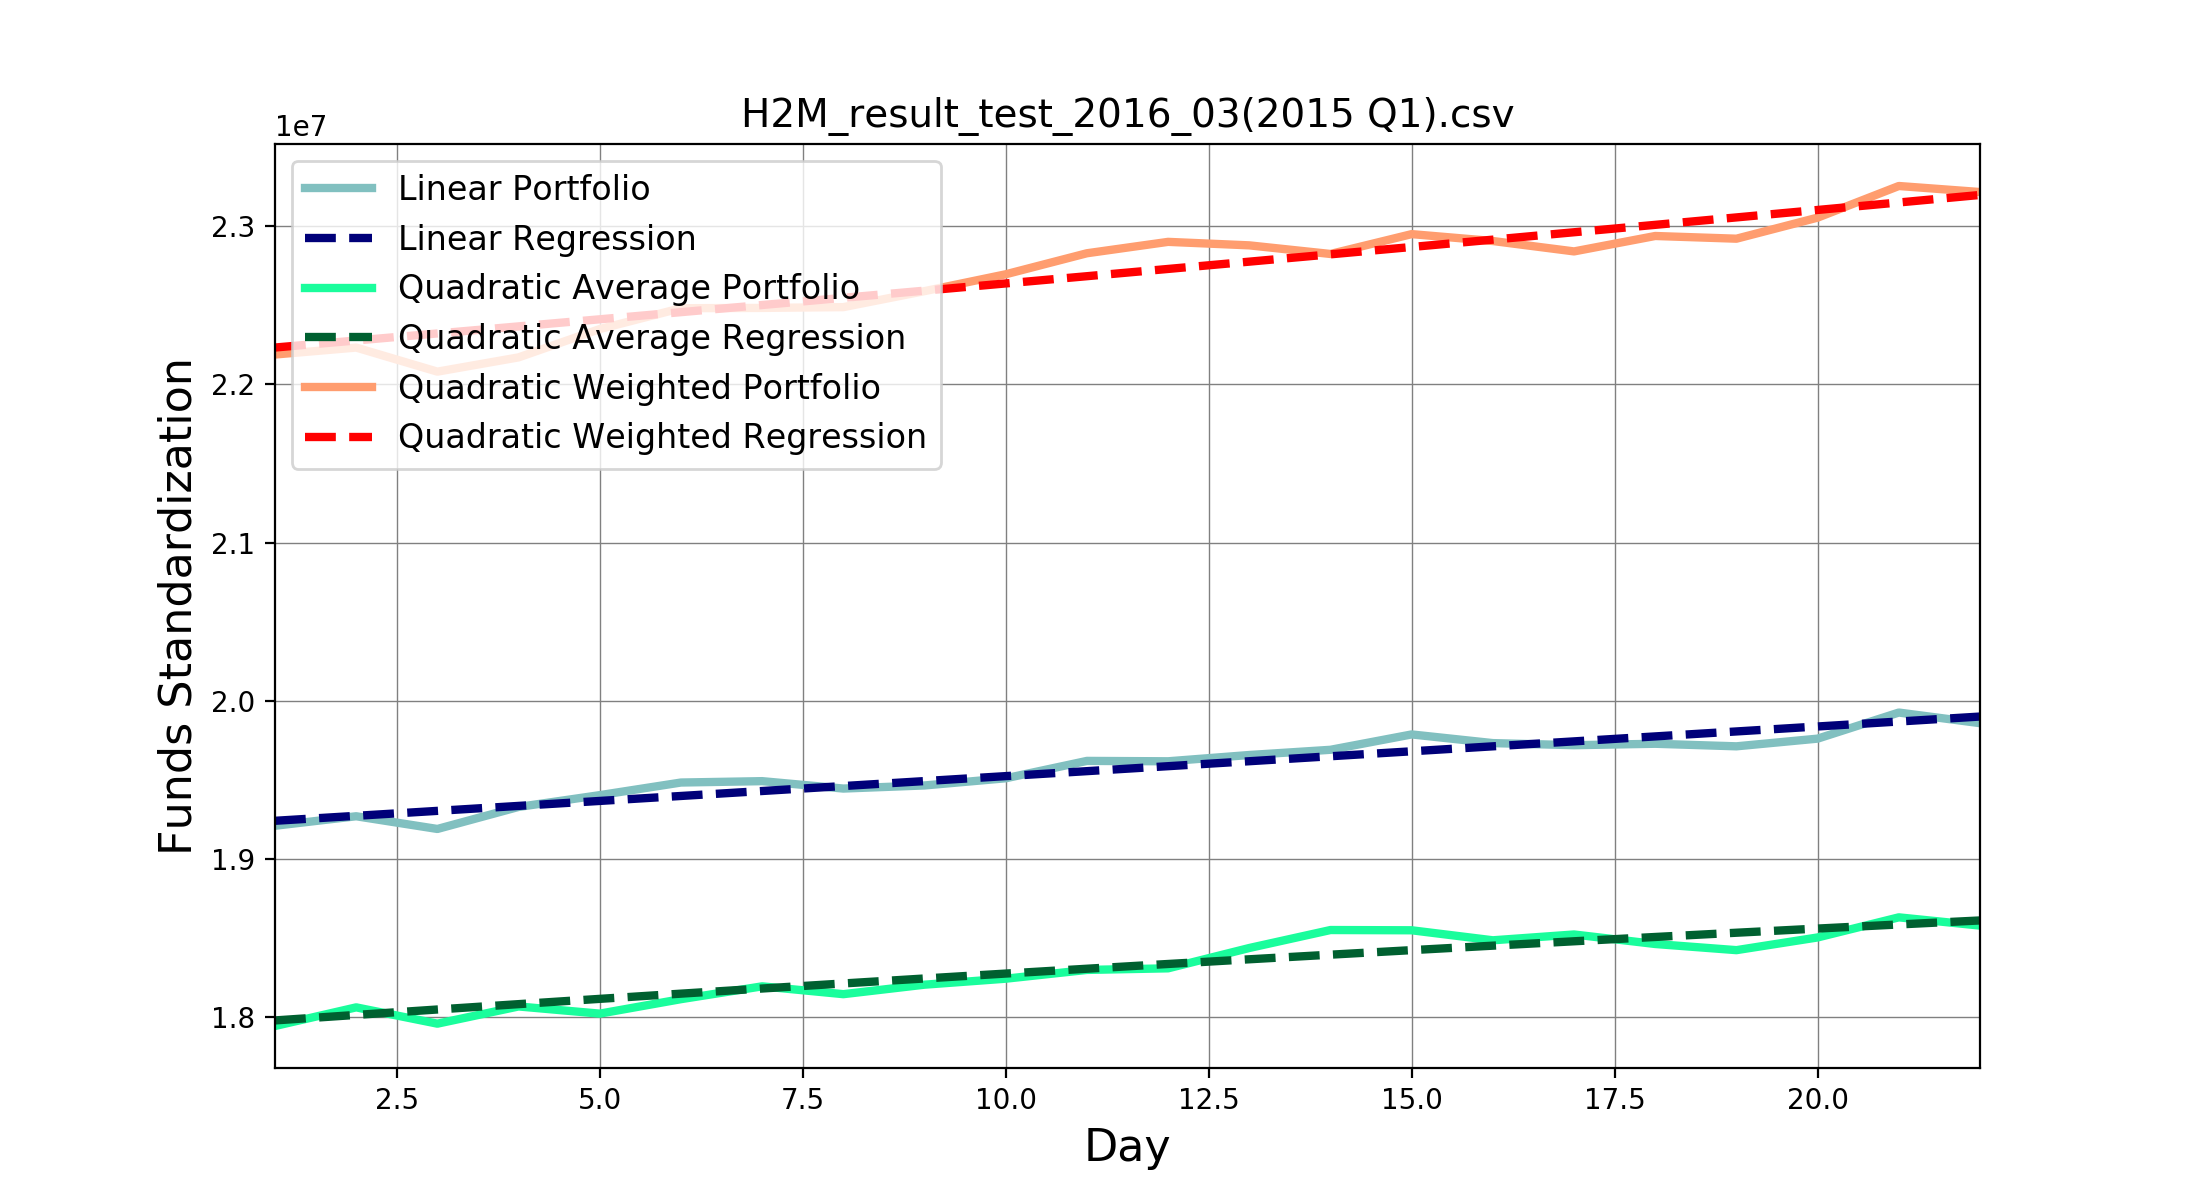 H2M_result_test_2016_03(2015 Q1).csv
1e7
Linear Portfolio
Linear Regression
Quadratic Average Portfolio
Quadratic Average Regression
Quadratic Weighted Portfolio
Quadratic Weighted Regression
2.3
2.2
2.1
2.0
1.9
1.8
Funds Standardization
2.5 5.0 7.5 10.0 12.5 15.0 17.5 20.0
Day